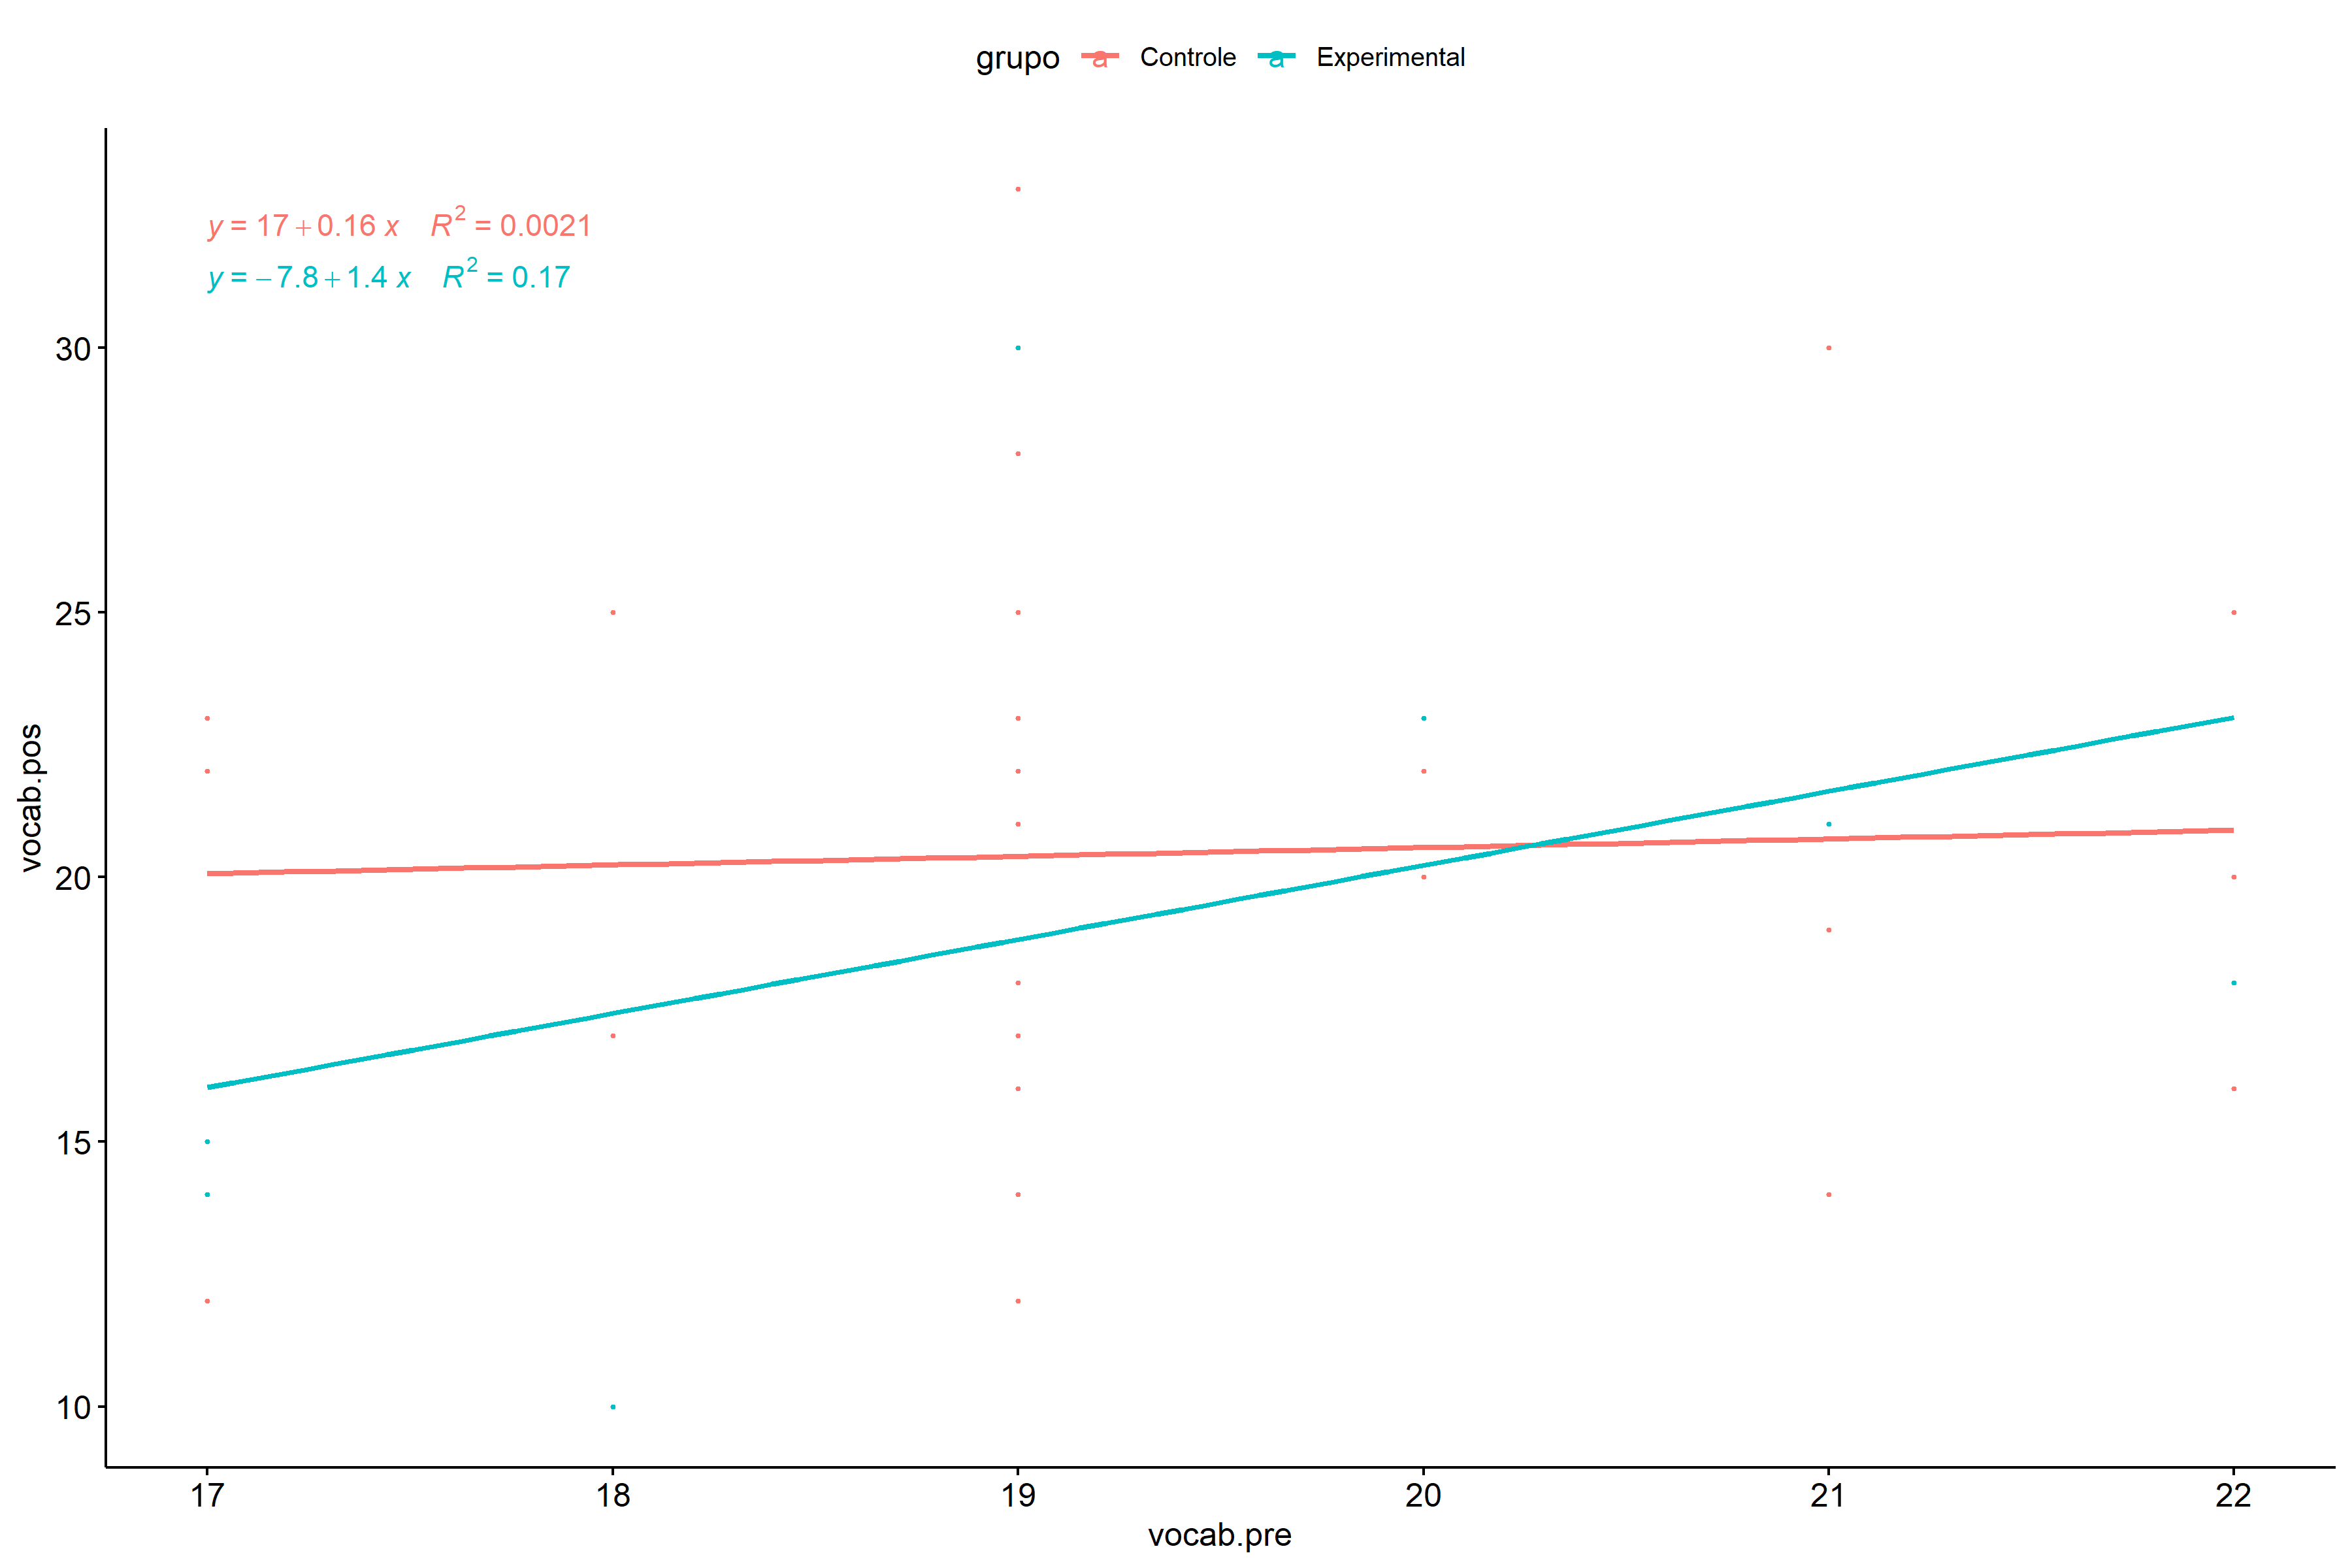 grupo a Controle a Experimental
y = 17 + 0.16 x R² = 0.0021
y = − 7.8 + 1.4 x R² = 0.17
30
25
20
15
10
vocab.pos
17 18 19 20 21 22
vocab.pre